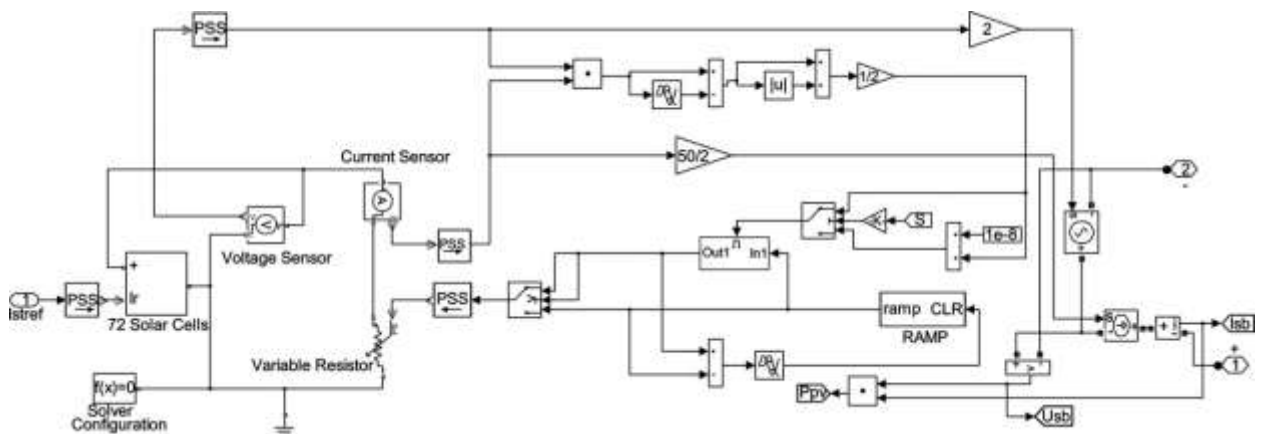 PSS
2
1/2
|u|
50/2
Current Sensor
A
2
-
V
Voltage Sensor
PSS
K
S
1e-8
Out1
n
In1
+
Ir
72 Solar Cells
1
Istref
PSS
PSS
ramp CLR
RAMP
S
+
Isb
+
1
Variable Resistor
f(x)=0
Solver
Configuration
Ppv
Usb